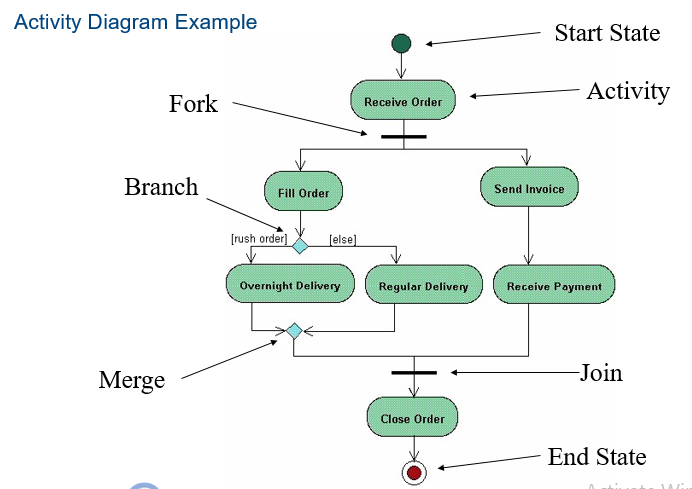 Activity Diagram Example
Start State
Receive Order
Activity
Fork
Fill Order
Send Invoice
Branch
[rush order]
[else]
Overnight Delivery
Regular Delivery
Receive Payment
Merge
Join
Close Order
End State